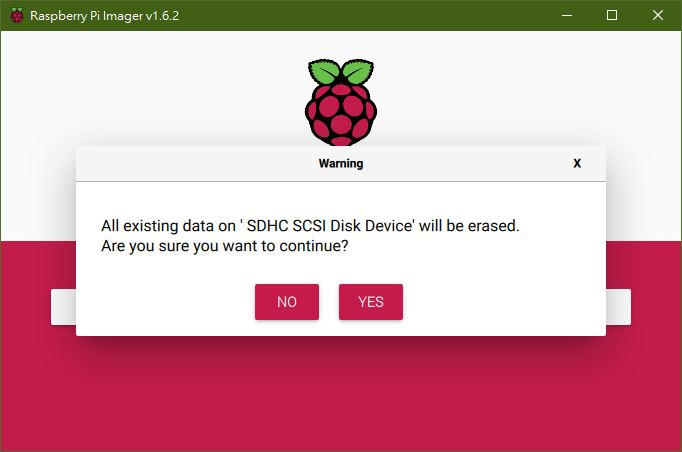 Raspberry Pi Imager v1.6.2
Warning
X
All existing data on ' SDHC SCSI Disk Device' will be erased.
Are you sure you want to continue?
NO
YES